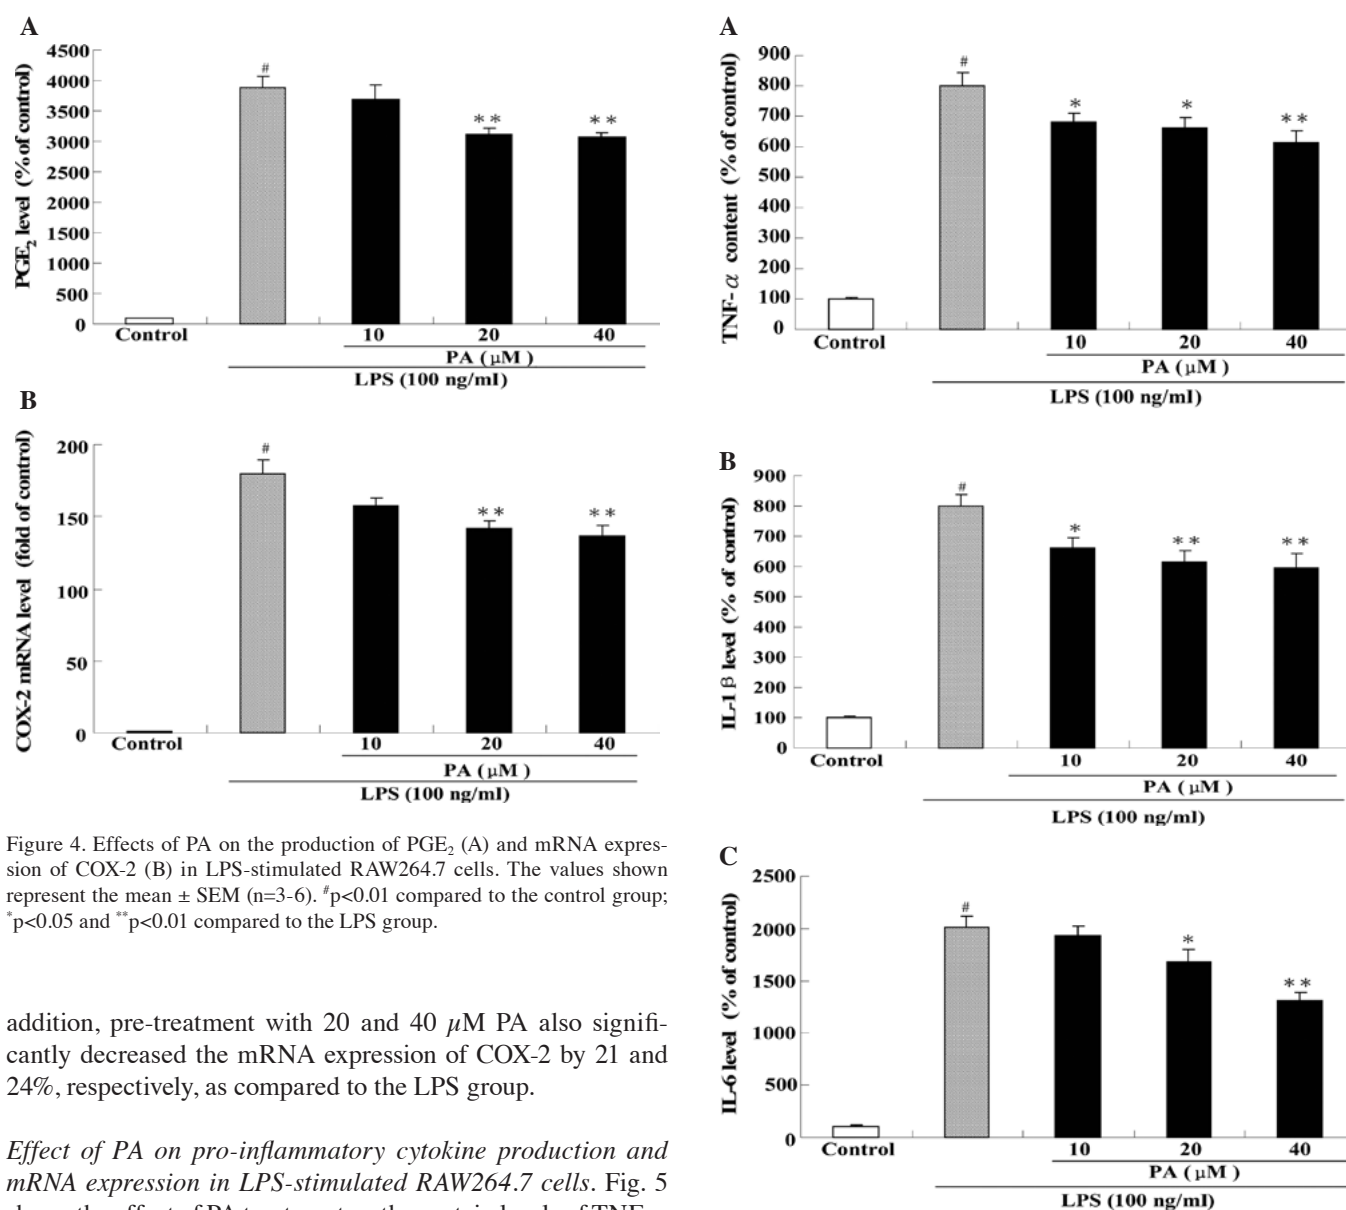 A
4500
4000
3500
3000
2500
2000
1500
1000
500
0
PGE2 level (% of control)
#
** **
Control 10 20 40
PA (μM )
LPS (100 ng/ml)
B
200
150
100
50
0
COX-2 mRNA level (fold of control)
#
** **
Control 10 20 40
PA (μM )
LPS (100 ng/ml)
Figure 4. Effects of PA on the production of PGE2 (A) and mRNA expres-
sion of COX-2 (B) in LPS-stimulated RAW264.7 cells. The values shown
represent the mean ± SEM (n=3-6). #p<0.01 compared to the control group;
*p<0.05 and **p<0.01 compared to the LPS group.
addition, pre-treatment with 20 and 40 µM PA also signifi-
cantly decreased the mRNA expression of COX-2 by 21 and
24%, respectively, as compared to the LPS group.
Effect of PA on pro-inflammatory cytokine production and
mRNA expression in LPS-stimulated RAW264.7 cells. Fig. 5
A
900
800
700
600
500
400
300
200
100
0
TNF-α content (% of control)
#
* * **
Control 10 20 40
PA (μM )
LPS (100 ng/ml)
B
900
800
700
600
500
400
300
200
100
0
IL-1β level (% of control)
#
* ** **
Control 10 20 40
PA (μM )
LPS (100 ng/ml)
C
2500
2000
1500
1000
500
0
IL-6 level (% of control)
#
* **
Control 10 20 40
PA (μM )
LPS (100 ng/ml)